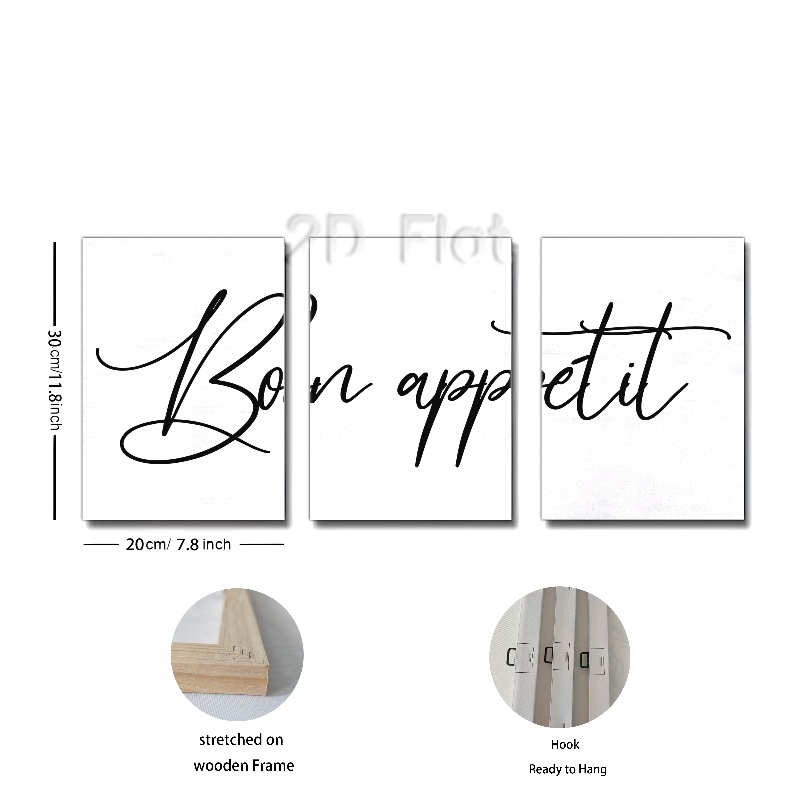 2D Flat
Bon appetit
30cm/11.8inch
20cm/ 7.8 inch
stretched on
wooden Frame
Hook
Ready to Hang